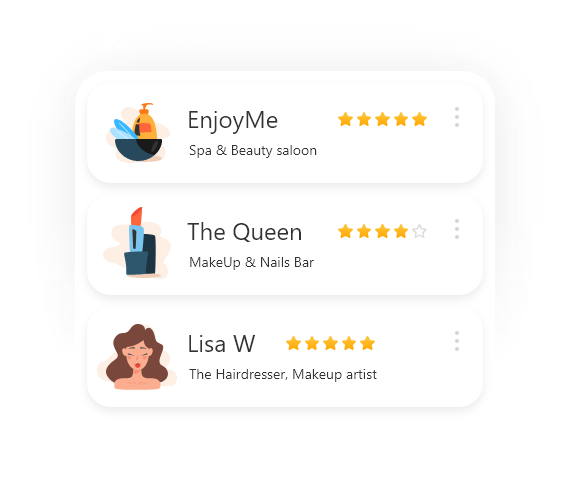 EnjoyMe
Spa & Beauty saloon
The Queen
MakeUp & Nails Bar
Lisa W
The Hairdresser, Makeup artist